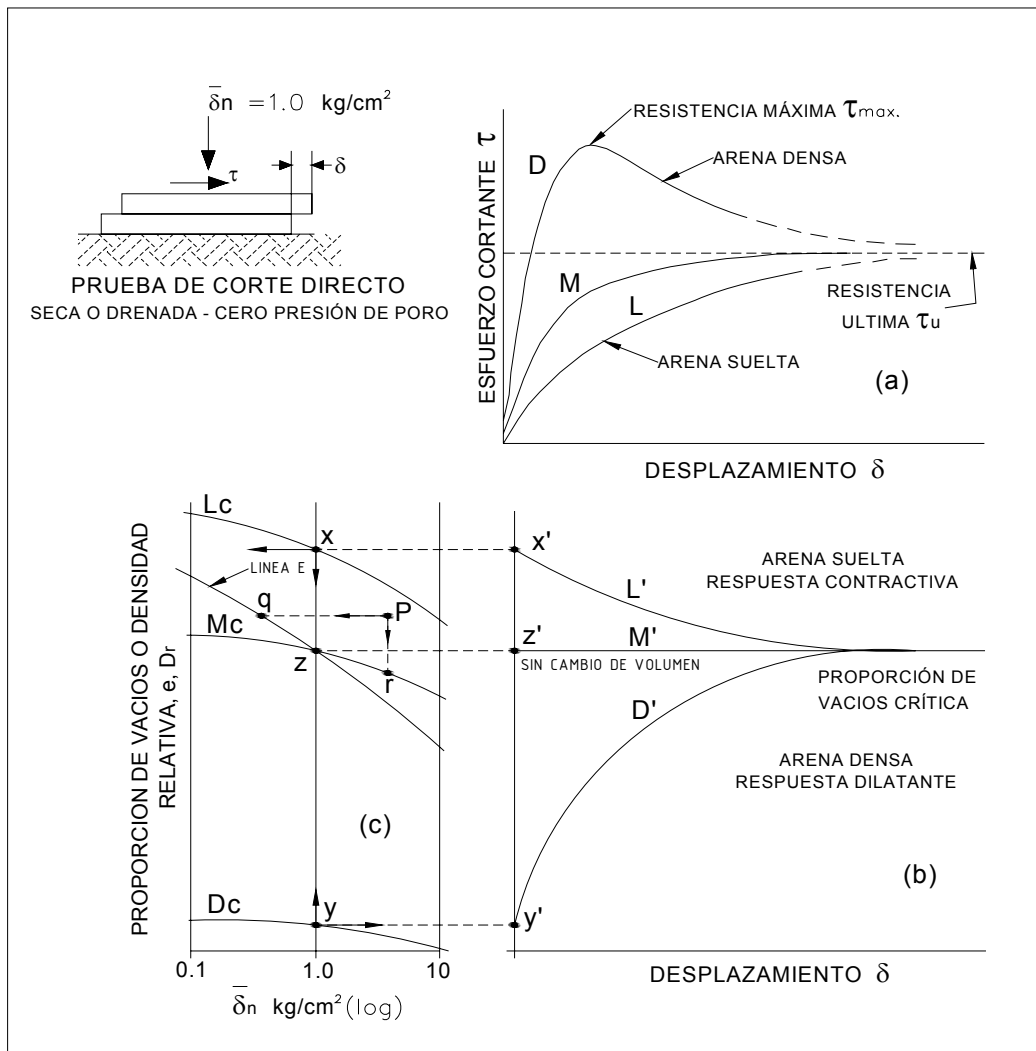 δ̄n = 1.0 kg/cm²
τ
δ
PRUEBA DE CORTE DIRECTO
SECA O DRENADA - CERO PRESIÓN DE PORO
ESFUERZO CORTANTE τ
RESISTENCIA MÁXIMA τmax.
D
ARENA DENSA
M
L
RESISTENCIA
ULTIMA τu
ARENA SUELTA
(a)
DESPLAZAMIENTO δ
PROPORCION DE VACIOS O DENSIDAD
RELATIVA, e, Dr
Lc
x
LINEA E
q
P
Mc
z
r
(c)
Dc
y
0.1
1.0
10
δ̄n kg/cm² (log)
x'
ARENA SUELTA
RESPUESTA CONTRACTIVA
L'
z'
M'
SIN CAMBIO DE VOLUMEN
PROPORCIÓN DE
VACIOS CRÍTICA
D'
ARENA DENSA
RESPUESTA DILATANTE
(b)
y'
DESPLAZAMIENTO δ